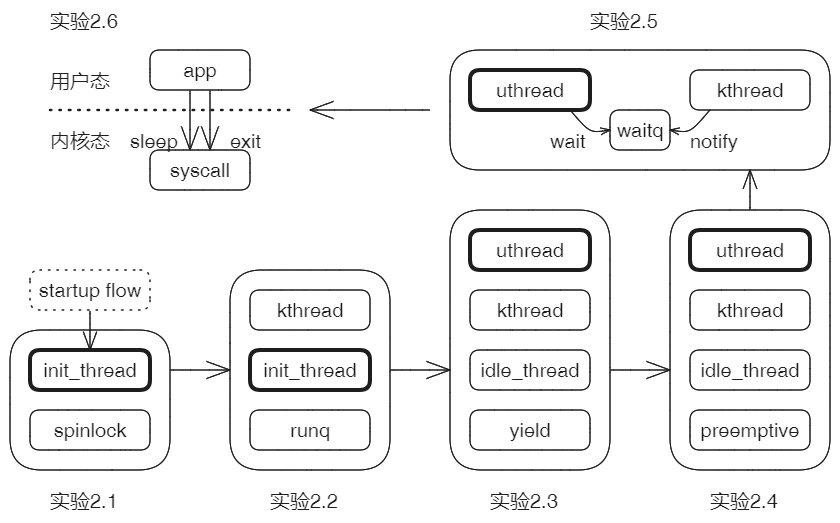 实验2.6
实验2.5
用户态
app
uthread
kthread
waitq
内核态
sleep
exit
wait
notify
syscall
startup flow
init_thread
spinlock
kthread
init_thread
runq
uthread
kthread
idle_thread
yield
uthread
kthread
idle_thread
preemptive
实验2.1
实验2.2
实验2.3
实验2.4